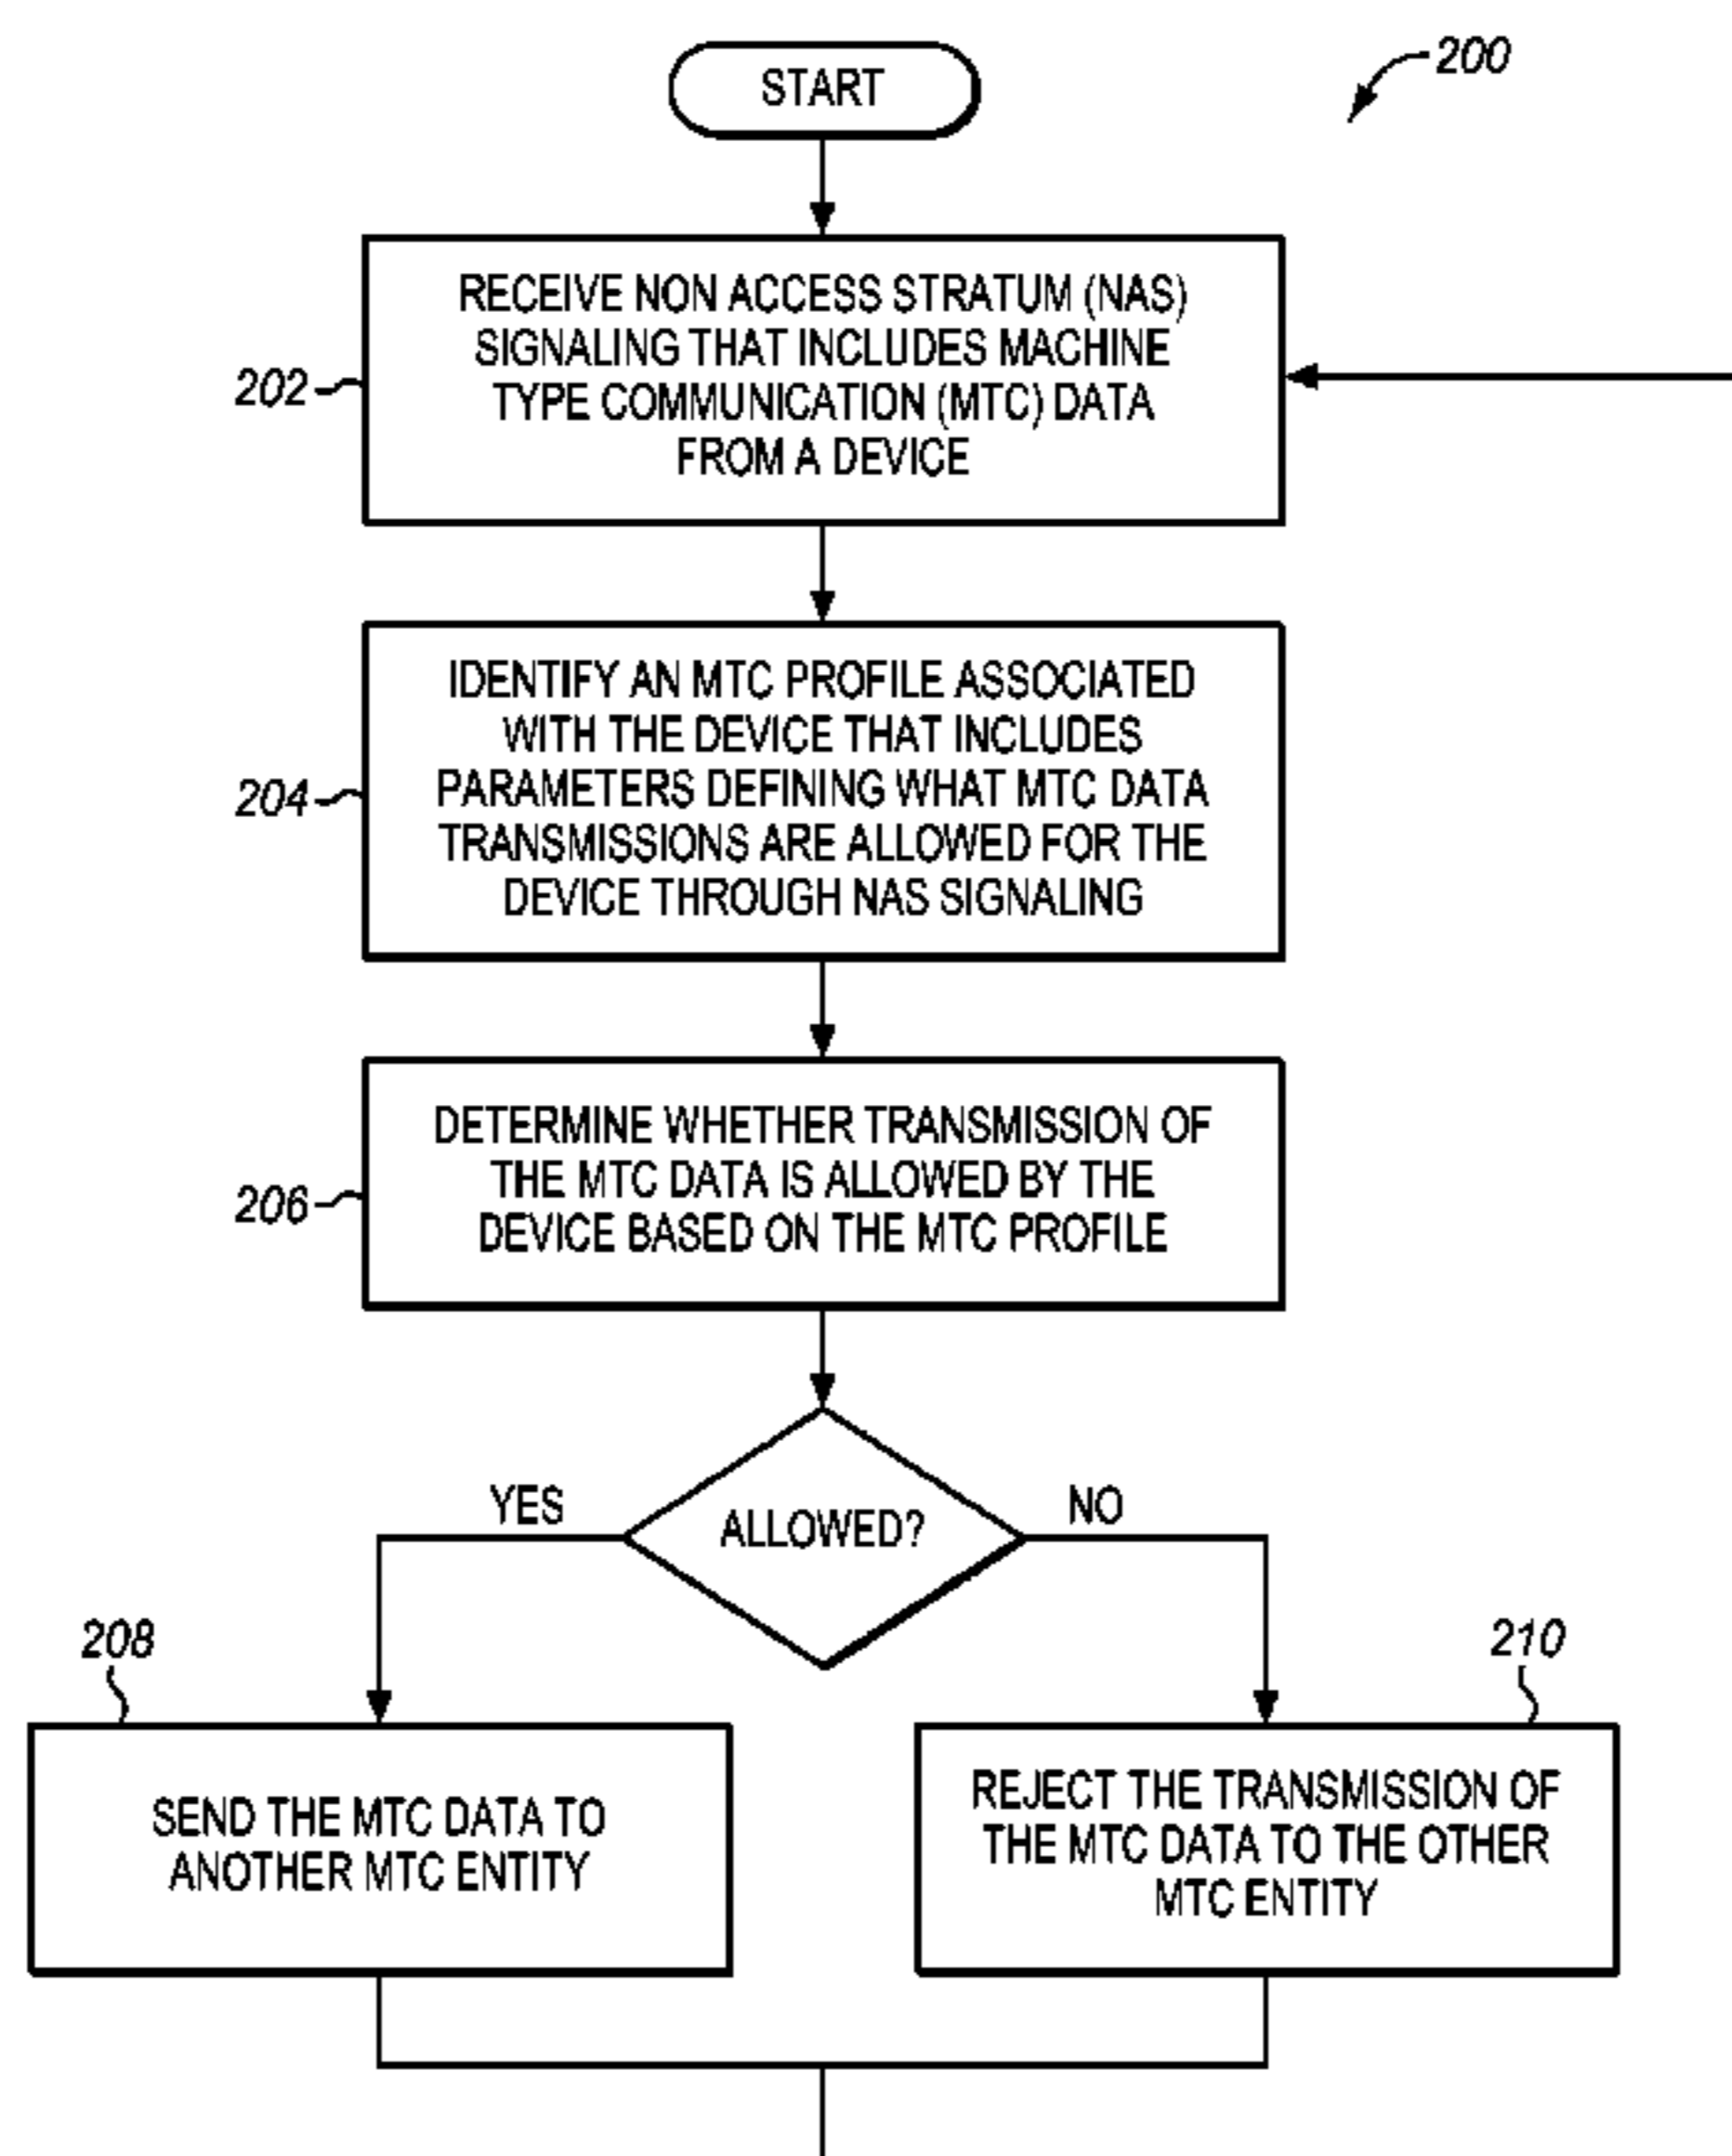 START
200
RECEIVE NON ACCESS STRATUM (NAS)
SIGNALING THAT INCLUDES MACHINE
TYPE COMMUNICATION (MTC) DATA
FROM A DEVICE
202
IDENTIFY AN MTC PROFILE ASSOCIATED
WITH THE DEVICE THAT INCLUDES
PARAMETERS DEFINING WHAT MTC DATA
TRANSMISSIONS ARE ALLOWED FOR THE
DEVICE THROUGH NAS SIGNALING
204
DETERMINE WHETHER TRANSMISSION OF
THE MTC DATA IS ALLOWED BY THE
DEVICE BASED ON THE MTC PROFILE
206
YES
ALLOWED?
NO
208
SEND THE MTC DATA TO
ANOTHER MTC ENTITY
210
REJECT THE TRANSMISSION OF
THE MTC DATA TO THE OTHER
MTC ENTITY